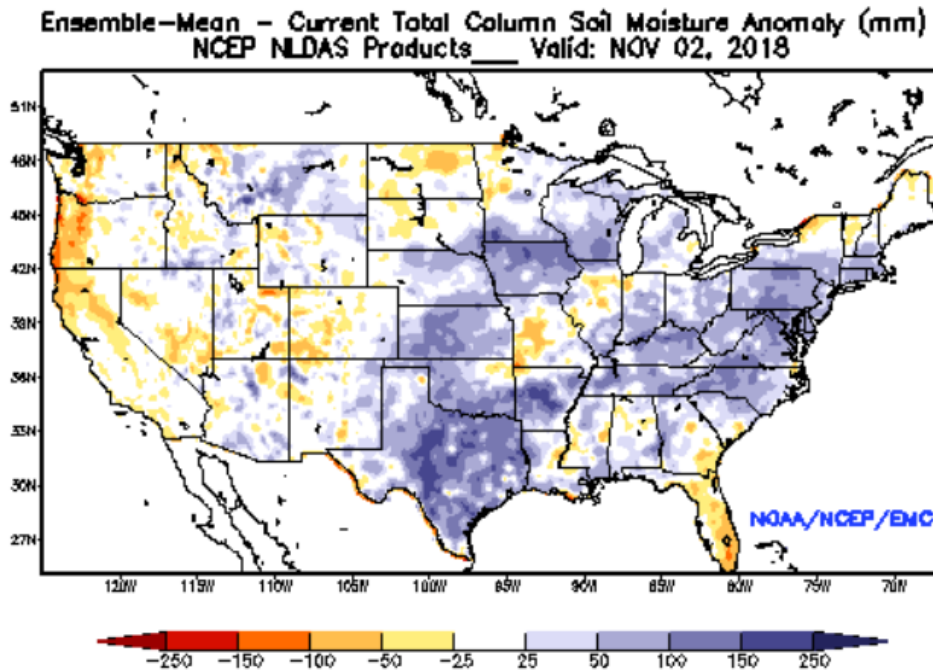 Ensemble-Mean - Current Total Column Soil Moisture Anomaly (mm)
NCEP NLDAS Products___ Valid: NOV 02, 2018
51N
48N
45N
42N
39N
36N
33N
30N
27N
NOAA/NCEP/EMC
120W 115W 110W 105W 100W 95W 90W 85W 80W 75W 70W
-250 -150 -100 -50 -25 25 50 100 150 250